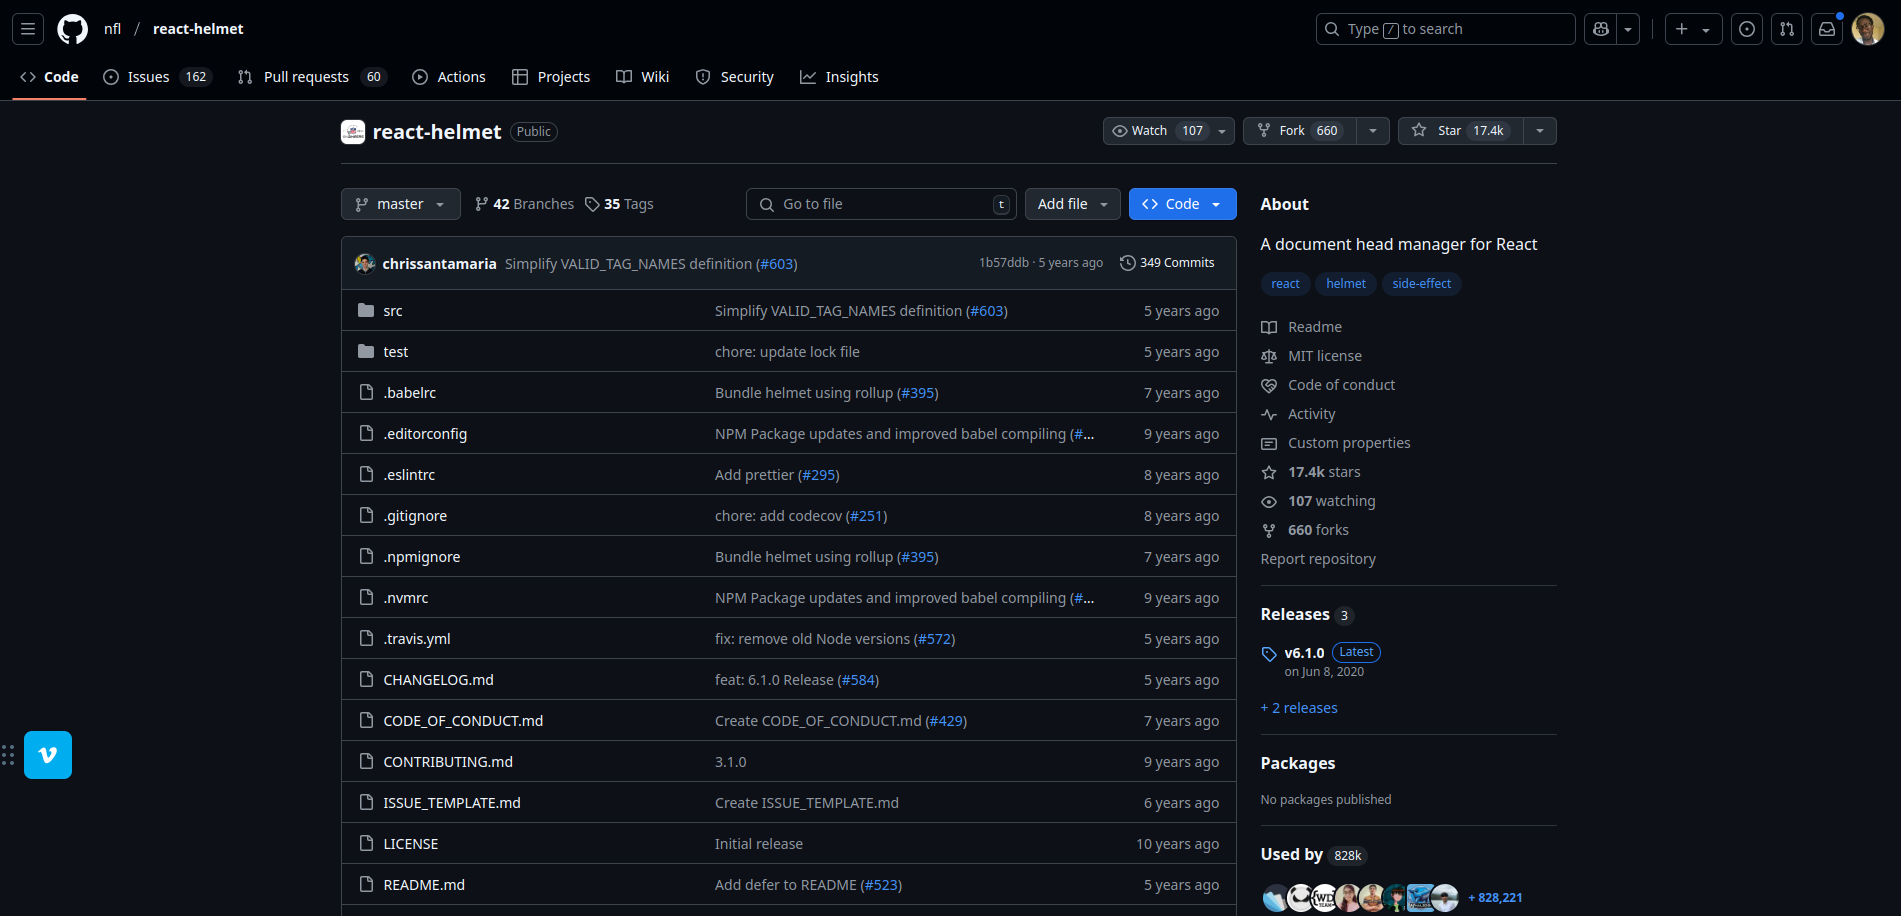 nfl / react-helmet
Type / to search
Code
Issues 162
Pull requests 60
Actions
Projects
Wiki
Security
Insights
react-helmet Public
Watch 107
Fork 660
Star 17.4k
master
42 Branches
35 Tags
Go to file t
Add file
Code
chrissantamaria Simplify VALID_TAG_NAMES definition (#603) 1b57ddb · 5 years ago 349 Commits
src Simplify VALID_TAG_NAMES definition (#603) 5 years ago
test chore: update lock file 5 years ago
.babelrc Bundle helmet using rollup (#395) 7 years ago
.editorconfig NPM Package updates and improved babel compiling (#... 9 years ago
.eslintrc Add prettier (#295) 8 years ago
.gitignore chore: add codecov (#251) 8 years ago
.npmignore Bundle helmet using rollup (#395) 7 years ago
.nvmrc NPM Package updates and improved babel compiling (#... 9 years ago
.travis.yml fix: remove old Node versions (#572) 5 years ago
CHANGELOG.md feat: 6.1.0 Release (#584) 5 years ago
CODE_OF_CONDUCT.md Create CODE_OF_CONDUCT.md (#429) 7 years ago
CONTRIBUTING.md 3.1.0 9 years ago
ISSUE_TEMPLATE.md Create ISSUE_TEMPLATE.md 6 years ago
LICENSE Initial release 10 years ago
README.md Add defer to README (#523) 5 years ago
About
A document head manager for React
react helmet side-effect
Readme
MIT license
Code of conduct
Activity
Custom properties
17.4k stars
107 watching
660 forks
Report repository
Releases 3
v6.1.0 Latest
on Jun 8, 2020
+ 2 releases
Packages
No packages published
Used by 828k
+ 828,221